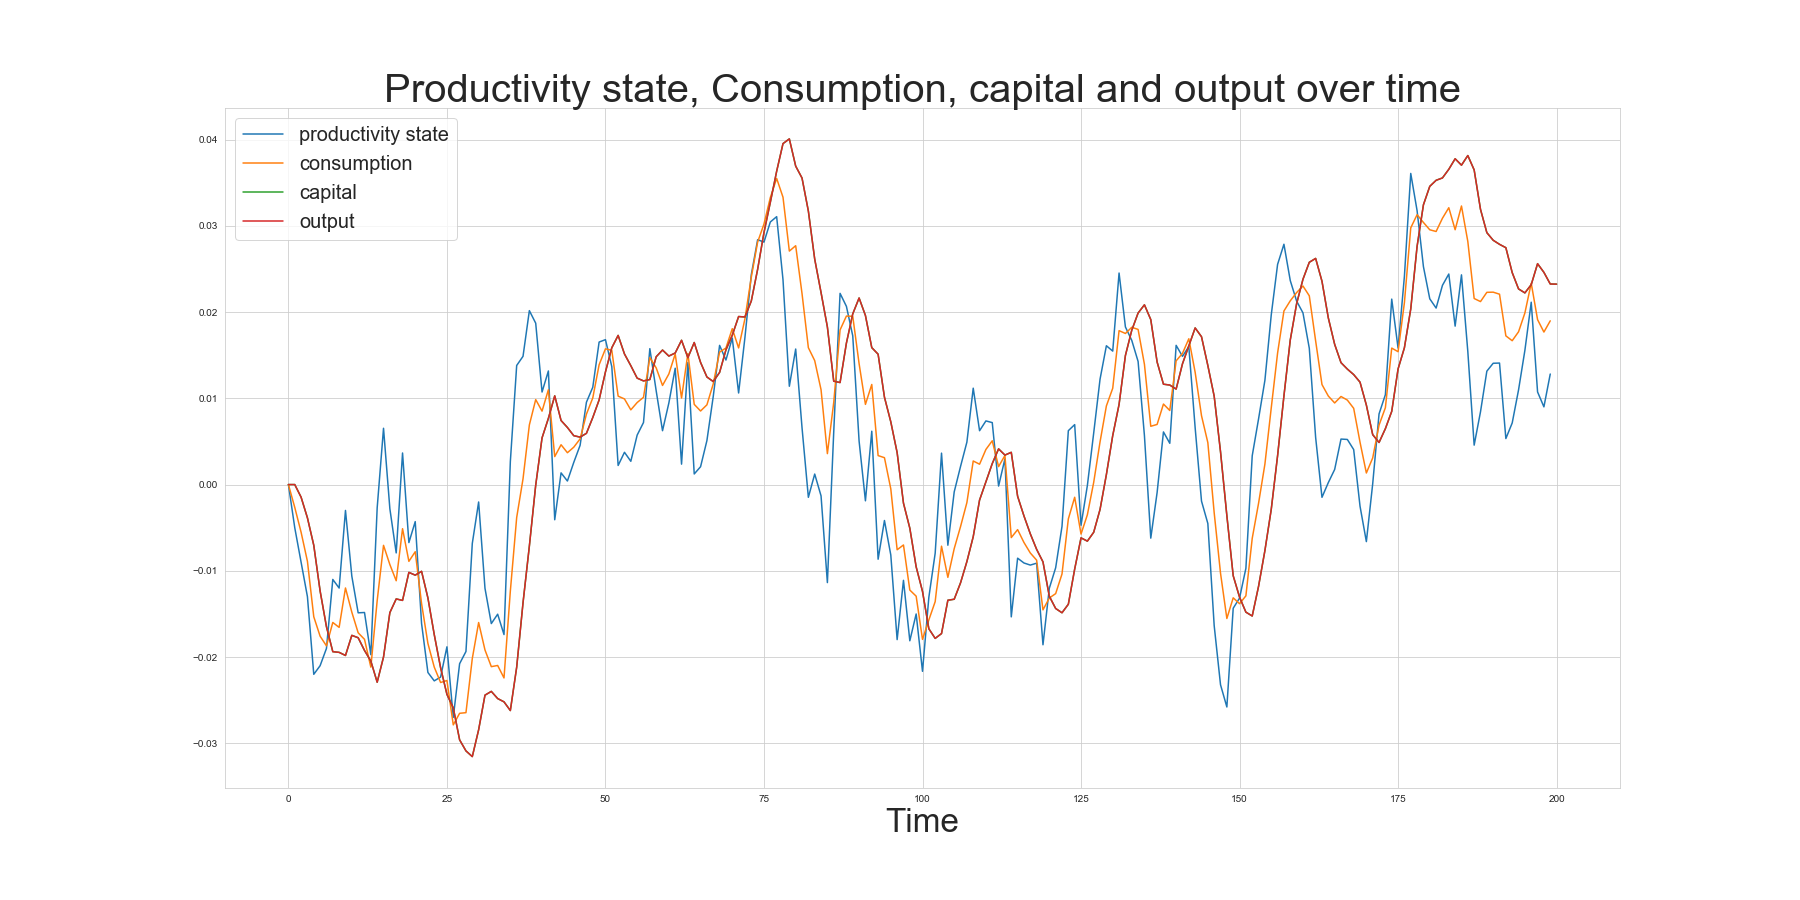 Productivity state, Consumption, capital and output over time
productivity state
consumption
capital
output
0.04
0.03
0.02
0.01
0.00
−0.01
−0.02
−0.03
0 25 50 75 100 125 150 175 200
Time